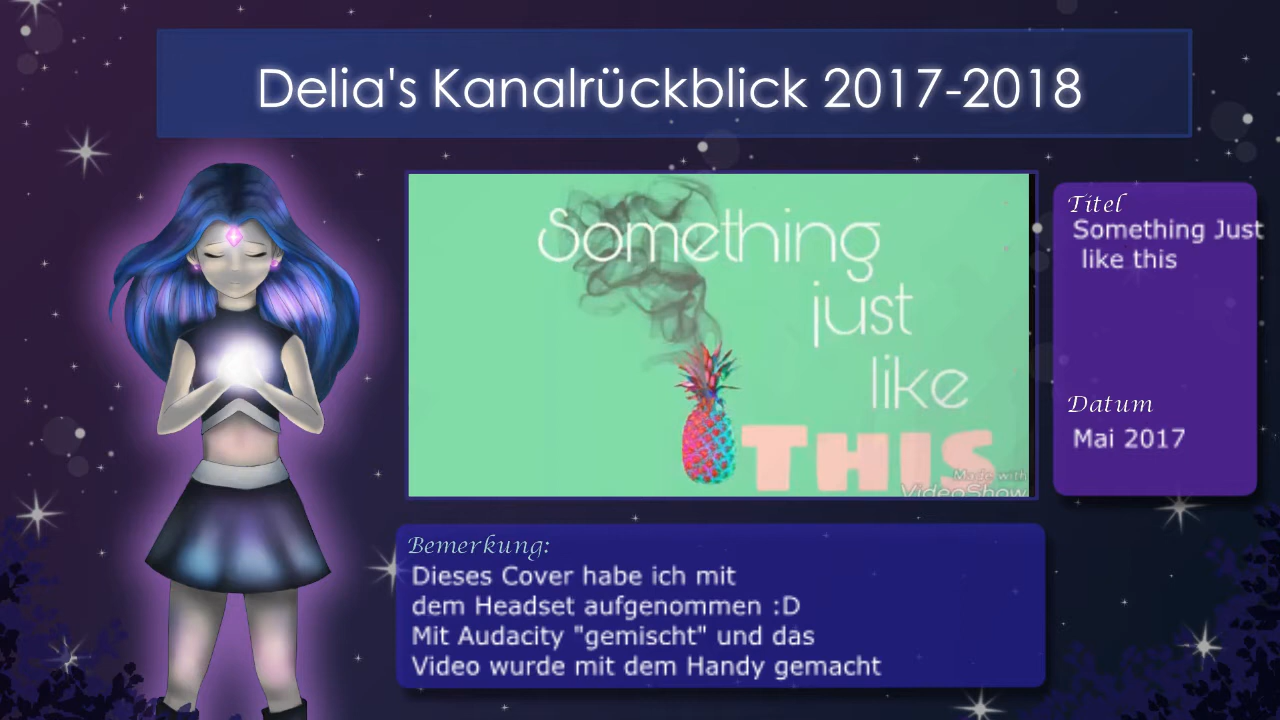 Delia's Kanalrückblick 2017-2018
Something
just
like
THIS
Made with
VideoShow
Titel
Something Just
like this
Datum
Mai 2017
Bemerkung:
Dieses Cover habe ich mit
dem Headset aufgenommen :D
Mit Audacity "gemischt" und das
Video wurde mit dem Handy gemacht